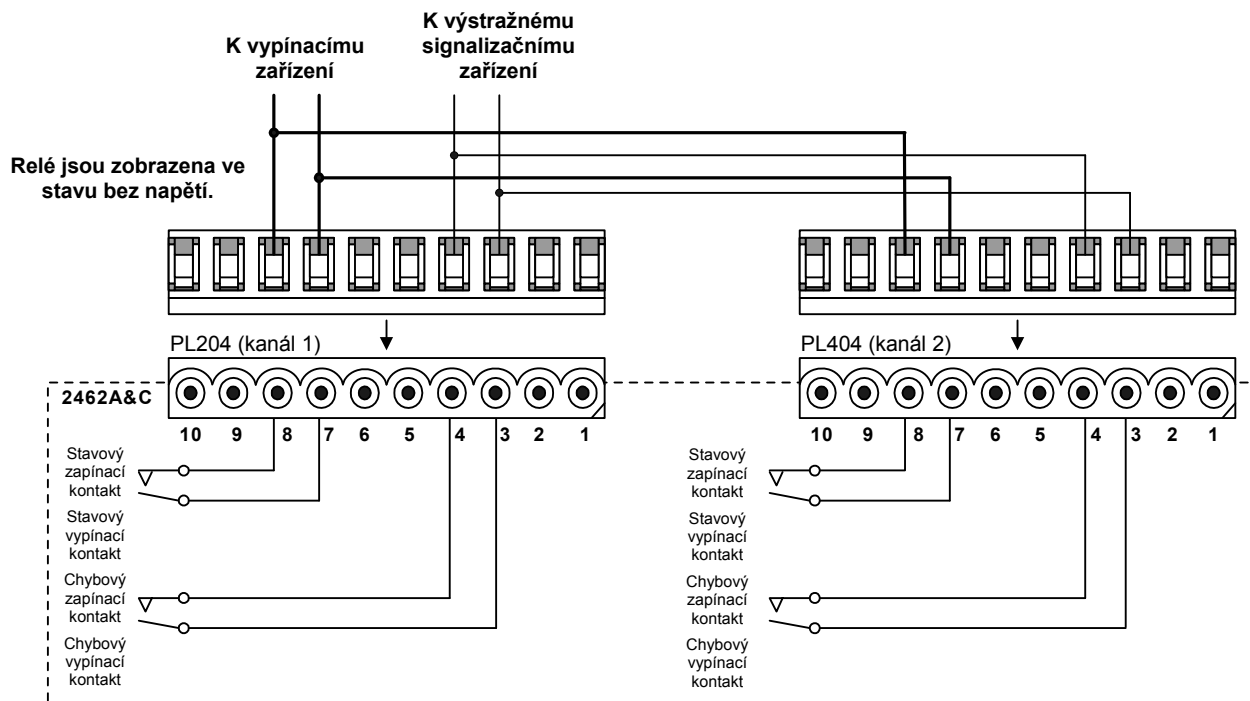 K vypínacímu
zařízení
K výstražnému
signalizačnímu
zařízení
Relé jsou zobrazena ve
stavu bez napětí.
PL204 (kanál 1)
PL404 (kanál 2)
2462A&C
10 9 8 7 6 5 4 3 2 1
10 9 8 7 6 5 4 3 2 1
Stavový
zapínací
kontakt
Stavový
vypínací
kontakt
Chybový
zapínací
kontakt
Chybový
vypínací
kontakt
Stavový
zapínací
kontakt
Stavový
vypínací
kontakt
Chybový
zapínací
kontakt
Chybový
vypínací
kontakt